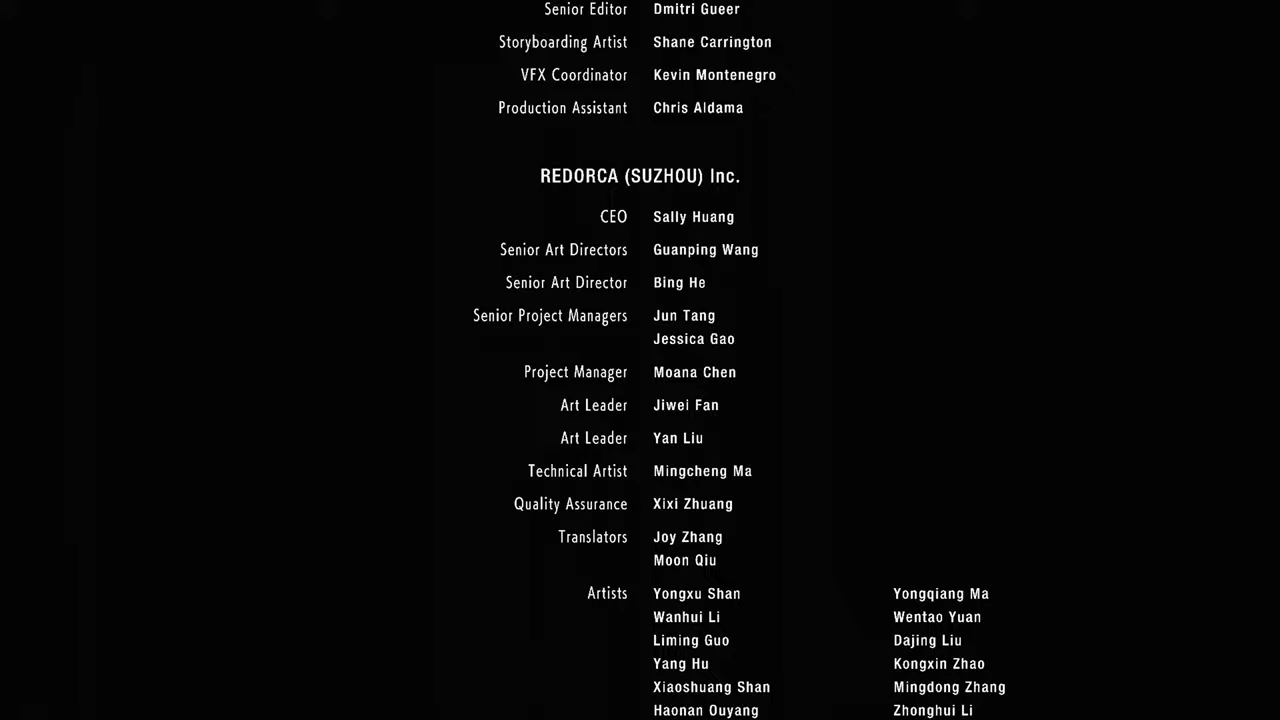 Senior Editor Dmitri Gueer
Storyboarding Artist Shane Carrington
VFX Coordinator Kevin Montenegro
Production Assistant Chris Aldama
REDORCA (SUZHOU) Inc.
CEO Sally Huang
Senior Art Directors Guanping Wang
Senior Art Director Bing He
Senior Project Managers Jun Tang
Jessica Gao
Project Manager Moana Chen
Art Leader Jiwei Fan
Art Leader Yan Liu
Technical Artist Mingcheng Ma
Quality Assurance Xixi Zhuang
Translators Joy Zhang
Moon Qiu
Artists Yongxu Shan Yongqiang Ma
Wanhui Li Wentao Yuan
Liming Guo Dajing Liu
Yang Hu Kongxin Zhao
Xiaoshuang Shan Mingdong Zhang
Haonan Ouyang Zhonghui Li